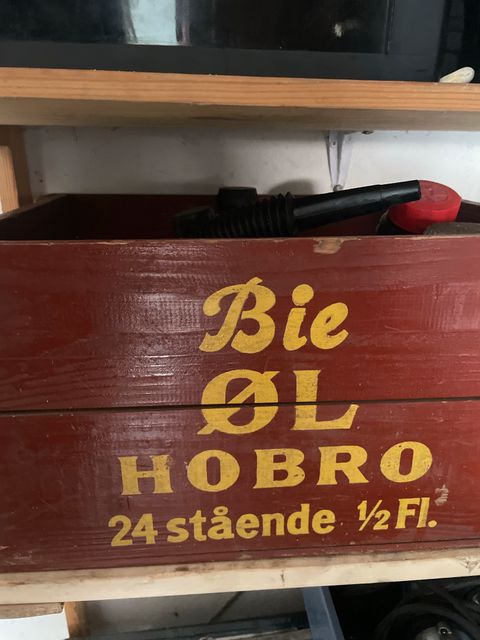 Bie
ØL
HOBRO
24 stående ½ Fl.